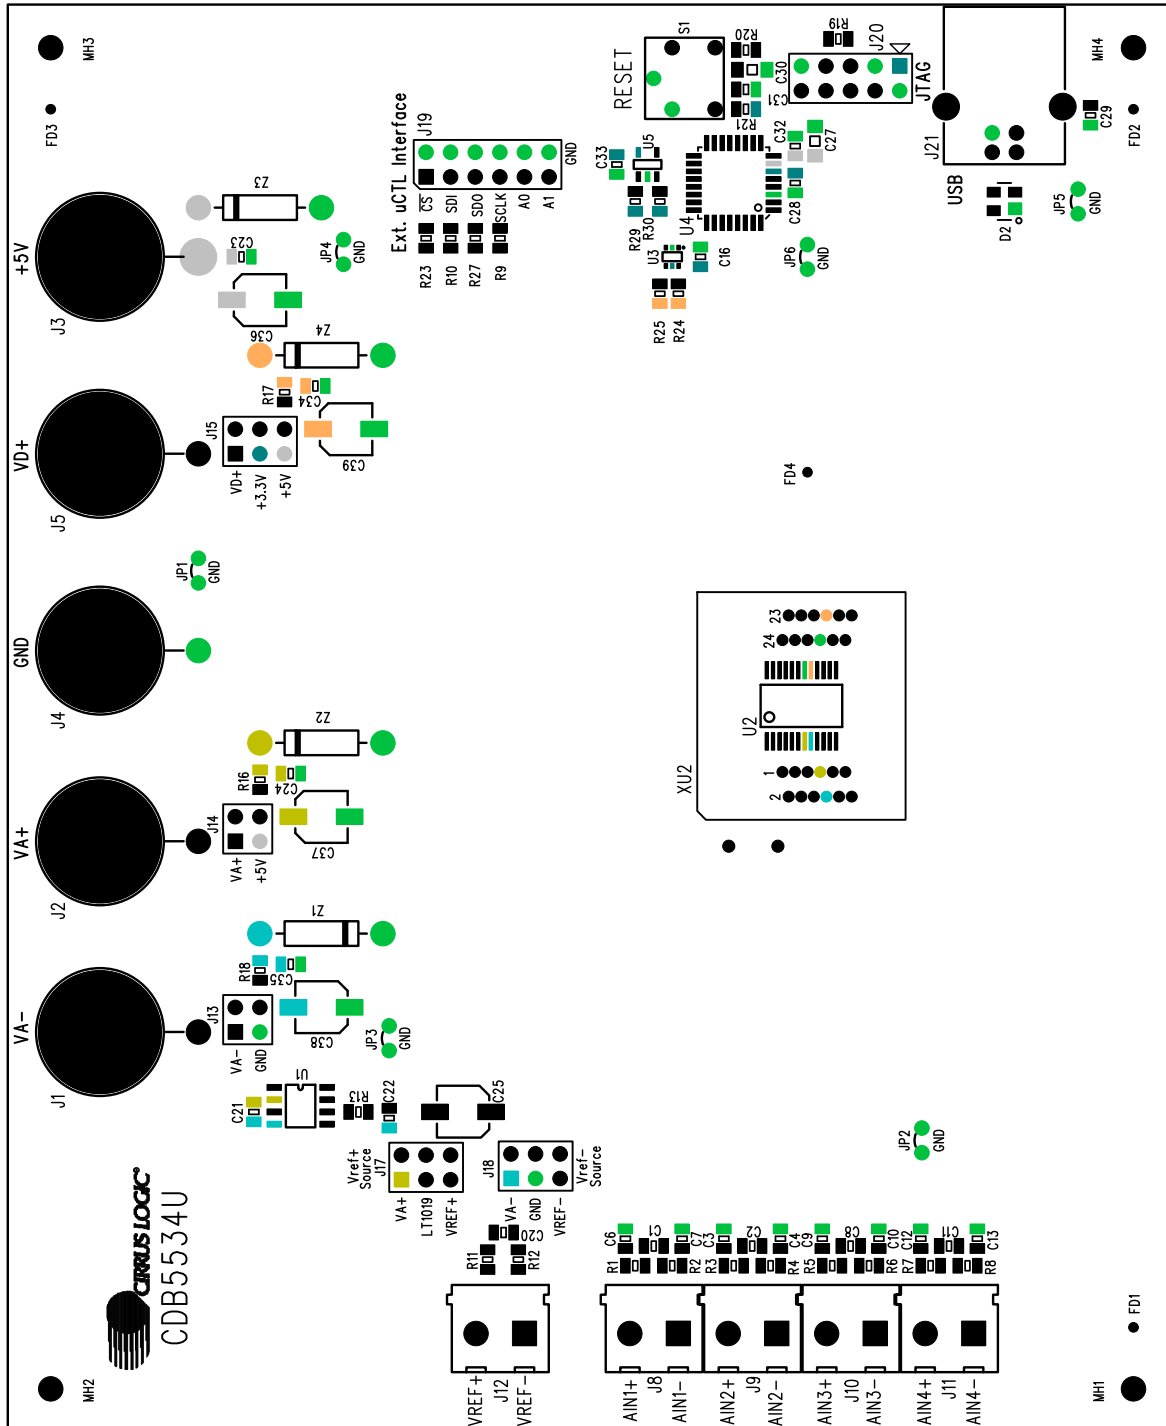 MH3
FD3
+5V
J3
Z3
C23
JP4
GND
C36
Z4
R17
C34
C39
J15
VD+
+3.3V
+5V
VD+
J5
JP1
GND
GND
J4
VA+
J2
Z2
R16
C24
C37
J14
VA+
+5V
VA-
J1
Z1
R18
C35
C38
J13
VA-
GND
JP3
GND
C21
U1
R13
C22
C25
Vref+
Source
J17
VA+
LT1019
VREF+
J18
Vref-
Source
VA-
GND
VREF-
C20
R11
R12
VREF+
J12
VREF-
CIRRUS LOGIC®
CDB5534U
MH2
Ext. uCTL Interface
J19
CS
SDI
SDO
SCLK
A0
A1
GND
R23
R10
R27
R9
RESET
S1
R20
C30
C31
R21
R19
J20
JTAG
C32
C27
C28
C33
U5
R29
R30
U4
U3
C16
R25
R24
JP6
GND
J21
USB
D2
JP5
GND
C29
FD2
MH4
FD4
XU2
U2
23
24
1
2
JP2
GND
C6
C1
C7
R1
R2
C3
C2
C4
R3
R4
C9
C8
C10
R5
R6
C12
C11
C13
R7
R8
AIN1+
J8
AIN1-
AIN2+
J9
AIN2-
AIN3+
J10
AIN3-
AIN4+
J11
AIN4-
FD1
MH1